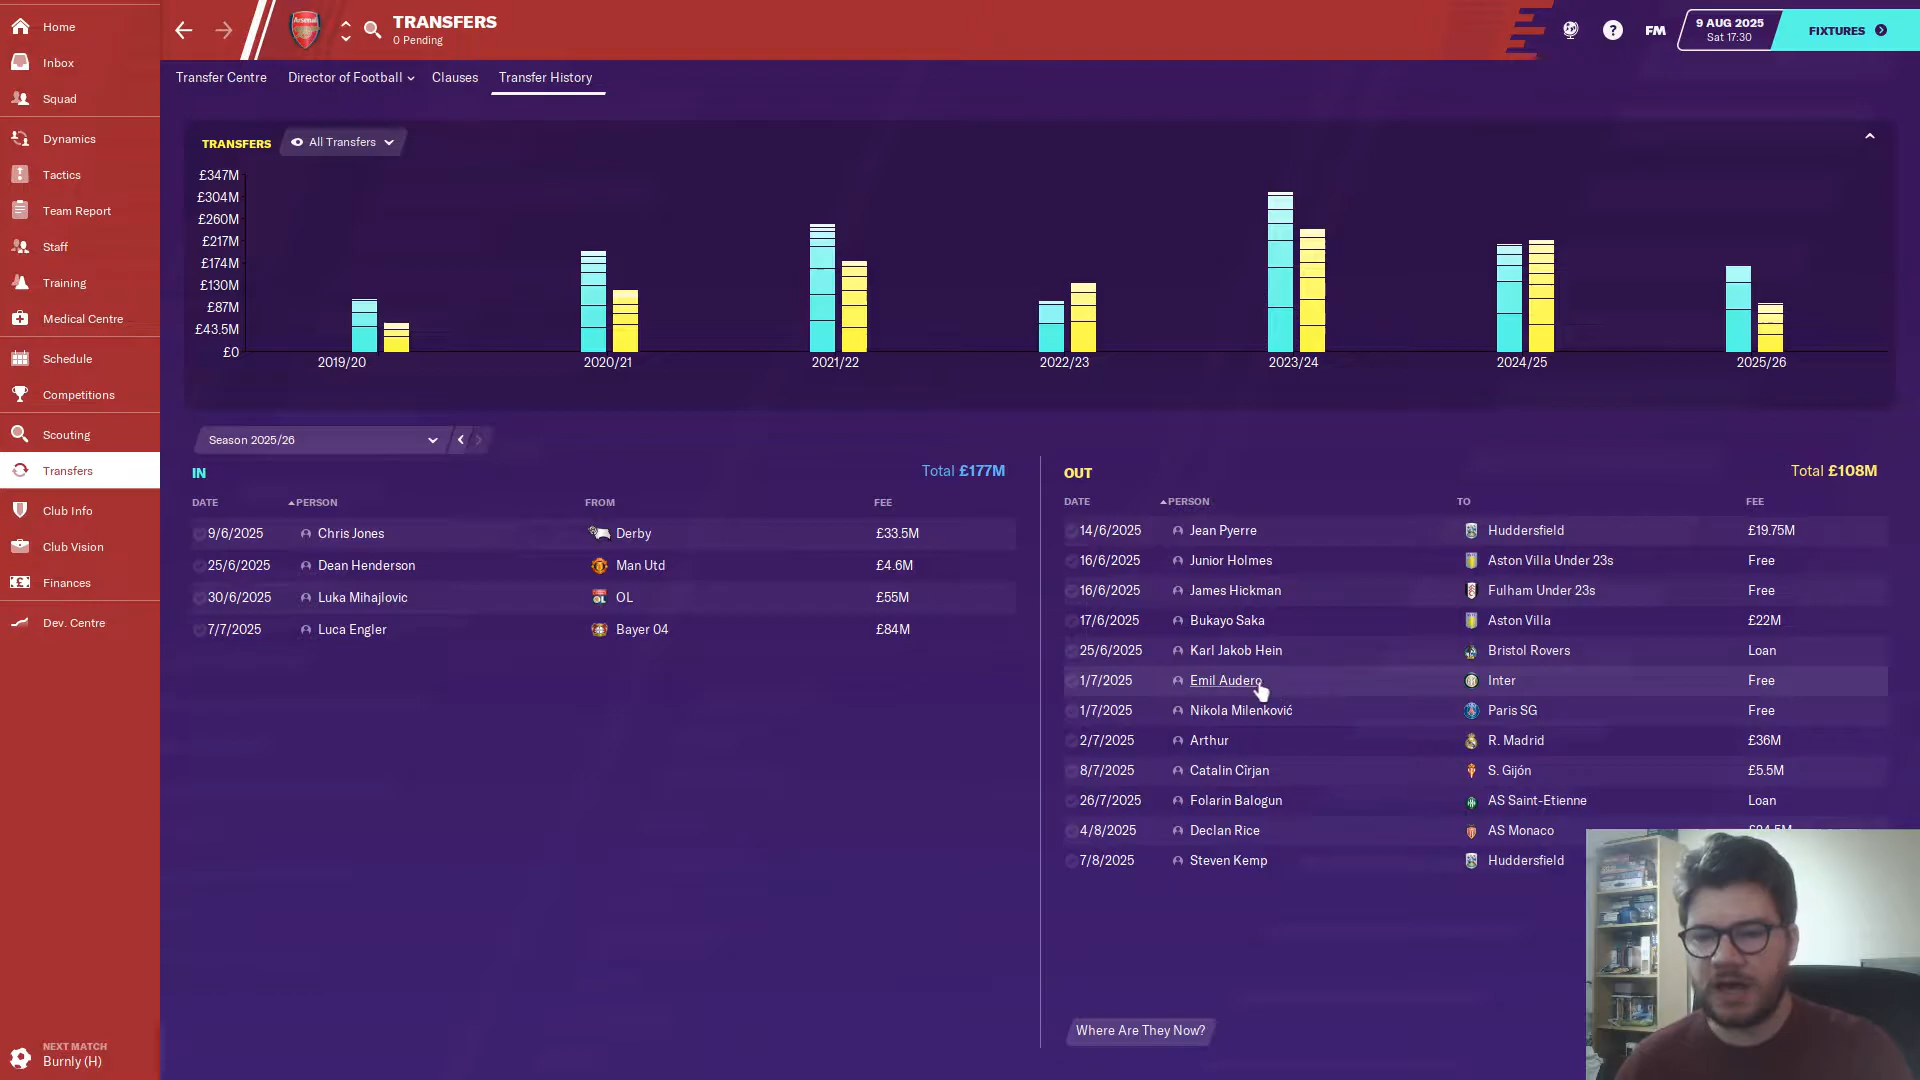 Home
Inbox
Squad
Dynamics
Tactics
Team Report
Staff
Training
Medical Centre
Schedule
Competitions
Scouting
Transfers
Club Info
Club Vision
Finances
Dev. Centre
NEXT MATCH
Burnly (H)
Arsenal
TRANSFERS
0 Pending
FM
9 AUG 2025
Sat 17:30
FIXTURES
Transfer Centre Director of Football Clauses Transfer History
TRANSFERS All Transfers
£347M
£304M
£260M
£217M
£174M
£130M
£87M
£43.5M
£0
2019/20 2020/21 2021/22 2022/23 2023/24 2024/25 2025/26
Season 2025/26
IN Total £177M
DATE PERSON FROM FEE
9/6/2025 Chris Jones Derby £33.5M
25/6/2025 Dean Henderson Man Utd £4.6M
30/6/2025 Luka Mihajlovic OL £55M
7/7/2025 Luca Engler Bayer 04 £84M
OUT Total £108M
DATE PERSON TO FEE
14/6/2025 Jean Pyerre Huddersfield £19.75M
16/6/2025 Junior Holmes Aston Villa Under 23s Free
16/6/2025 James Hickman Fulham Under 23s Free
17/6/2025 Bukayo Saka Aston Villa £22M
25/6/2025 Karl Jakob Hein Bristol Rovers Loan
1/7/2025 Emil Audero Inter Free
1/7/2025 Nikola Milenković Paris SG Free
2/7/2025 Arthur R. Madrid £36M
8/7/2025 Catalin Cîrjan S. Gijón £5.5M
26/7/2025 Folarin Balogun AS Saint-Etienne Loan
4/8/2025 Declan Rice AS Monaco
7/8/2025 Steven Kemp Huddersfield
Where Are They Now?